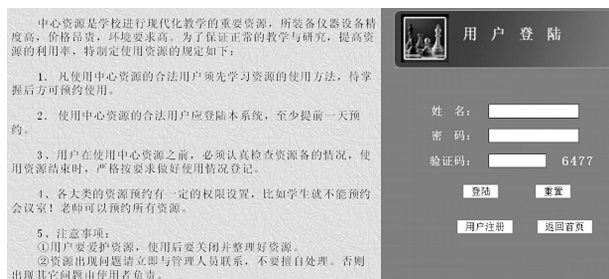 中心资源是学校进行现代化教学的重要资源，所装备仪器设备精
度高，价格昂贵，环境要求高。为了保证正常的教学与研究，提高资
源的利用率，特制定使用资源的规定如下：
1. 凡使用中心资源的合法用户须先学习资源的使用方法，待掌
握后方可预约使用。
2. 使用中心资源的合法用户应登陆本系统，至少提前一天预
约。
3、用户在使用中心资源之前，必须认真检查资源备的情况，使
用资源结束时，严格按要求做好使用情况登记。
4、各大类的资源预约有一定的权限设置，比如学生就不能预约
会议室！老师可以预约所有资源。
5、注意事项：
①用户要爱护资源，使用后要关闭并整理好资源。
②资源出现问题请立即与管理人员联系，不要擅自处理。否则
出现其它问题由使用者负责。
用户登陆
姓 名：
密 码：
验证码： 6477
登陆 重置
用户注册 返回首页